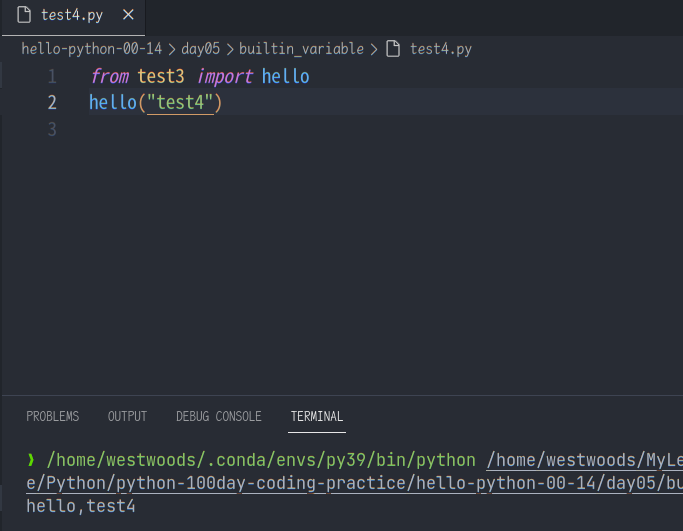 test4.py
hello-python-00-14 > day05 > builtin_variable > test4.py
1 from test3 import hello
2 hello("test4")
3
PROBLEMS OUTPUT DEBUG CONSOLE TERMINAL
❯ /home/westwoods/.conda/envs/py39/bin/python /home/westwoods/MyLe
e/Python/python-100day-coding-practice/hello-python-00-14/day05/bu
hello,test4